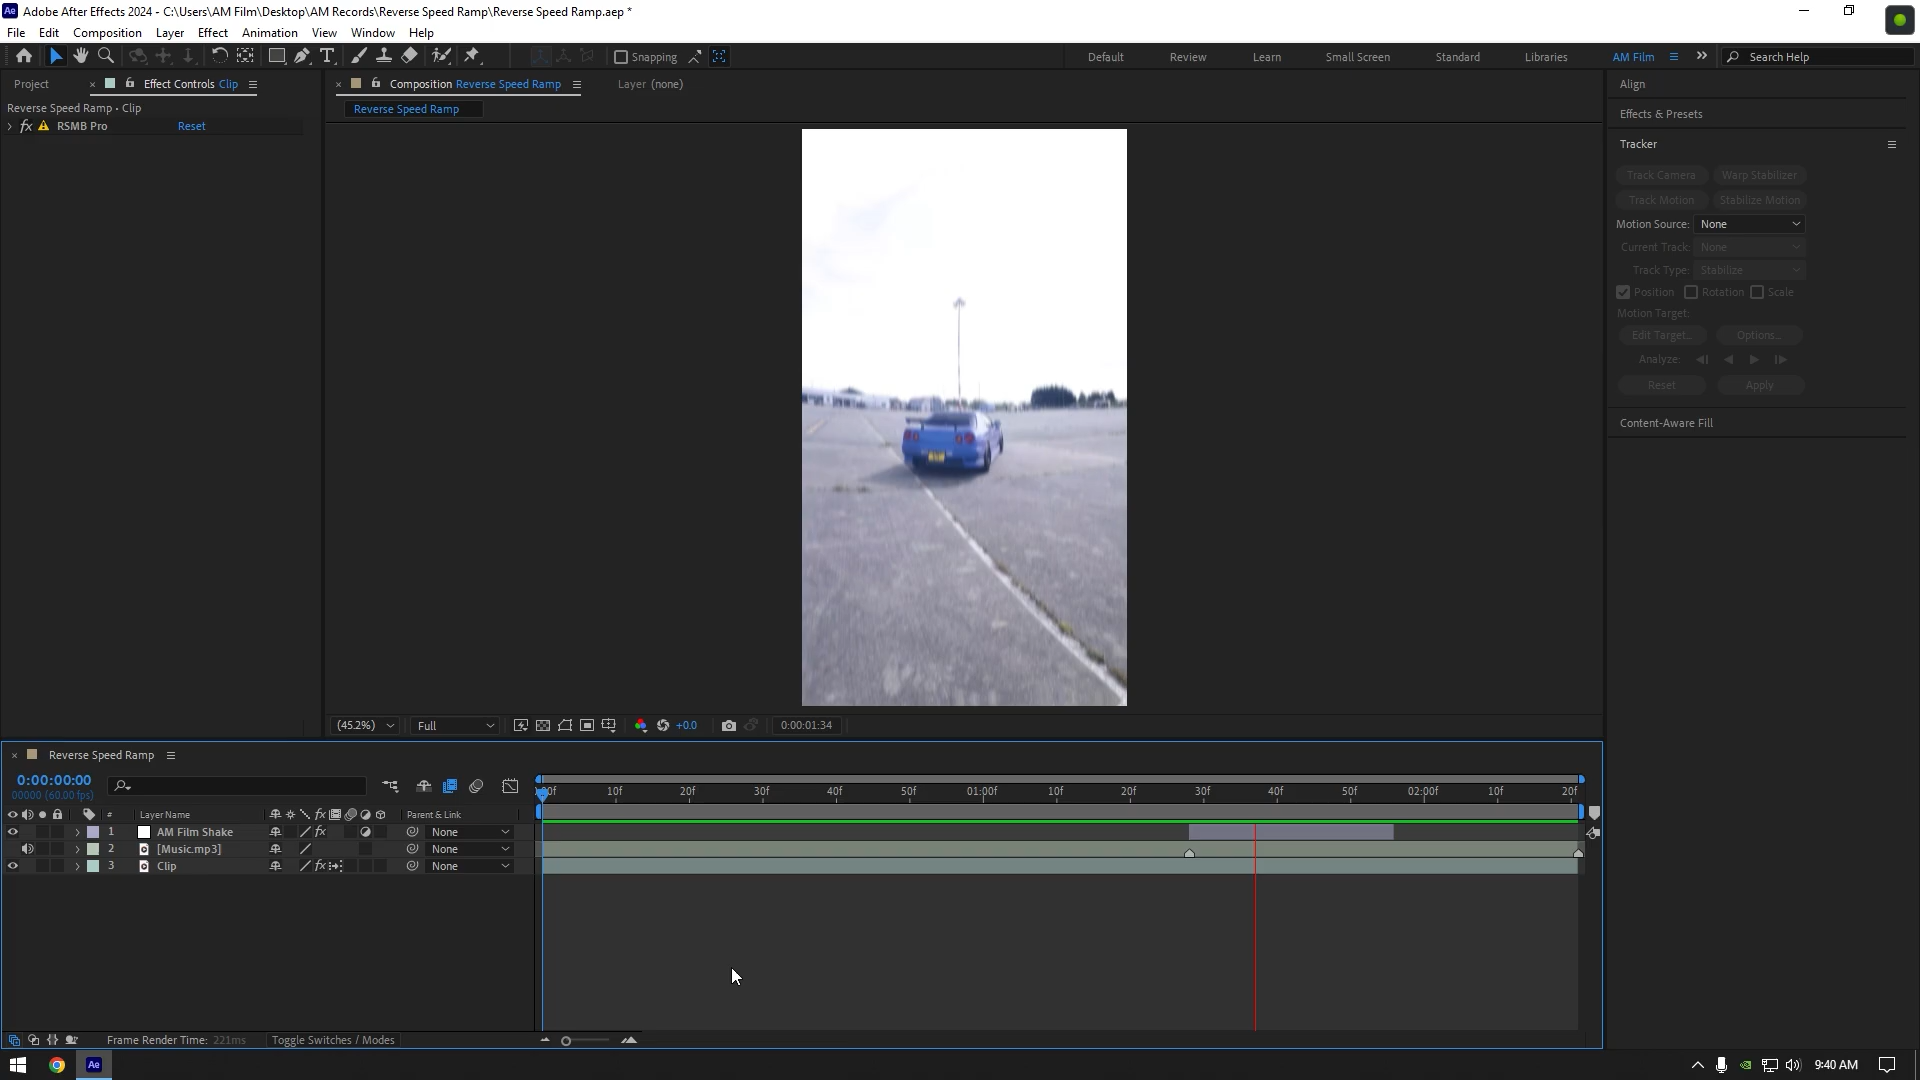 Ae Adobe After Effects 2024 - C:\Users\AM Film\Desktop\AM Records\Reverse Speed Ramp\Reverse Speed Ramp.aep *
File Edit Composition Layer Effect Animation View Window Help
Snapping Default Review Learn Small Screen Standard Libraries AM Film Search Help
Project Effect Controls Clip Composition Reverse Speed Ramp Layer (none) Align
Reverse Speed Ramp • Clip Reverse Speed Ramp Effects & Presets
fx RSMB Pro Reset
Tracker
Track Camera Warp Stabilizer
Track Motion Stabilize Motion
Motion Source: None
Current Track: None
Track Type: Stabilize
Position Rotation Scale
Motion Target:
Edit Target... Options...
Analyze:
Reset Apply
Content-Aware Fill
(45.2%) Full +0.0 0:00:01:34
Reverse Speed Ramp
0:00:00:00
00000 (60.00 fps)
10f 20f 30f 40f 50f 01:00f 10f 20f 30f 40f 50f 02:00f 10f 20f
# Layer Name fx Parent & Link
1 AM Film Shake fx None
2 [Music.mp3] None
3 Clip fx None
Frame Render Time: 221ms Toggle Switches / Modes
Ae 9:40 AM